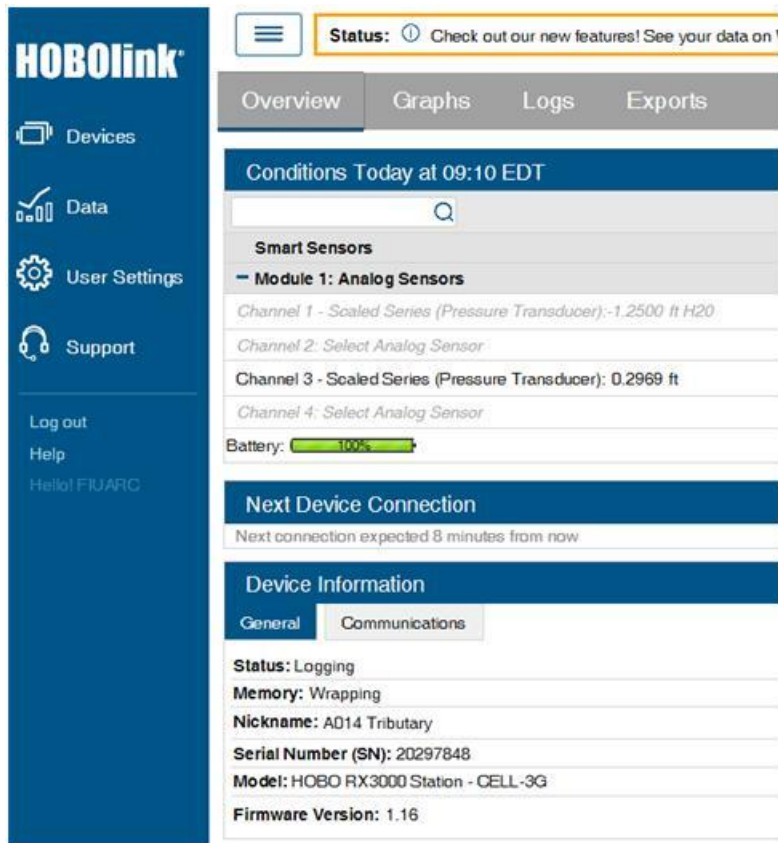 HOBOlink®
Devices
Data
User Settings
Support
Log out
Help
Hello! FIUARC
Status: Check out our new features! See your data on
Overview Graphs Logs Exports
Conditions Today at 09:10 EDT
Smart Sensors
Module 1: Analog Sensors
Channel 1 - Scaled Series (Pressure Transducer):-1.2500 ft H20
Channel 2: Select Analog Sensor
Channel 3 - Scaled Series (Pressure Transducer): 0.2969 ft
Channel 4: Select Analog Sensor
Battery: 100%
Next Device Connection
Next connection expected 8 minutes from now
Device Information
General Communications
Status: Logging
Memory: Wrapping
Nickname: A014 Tributary
Serial Number (SN): 20297848
Model: HOBO RX3000 Station - CELL-3G
Firmware Version: 1.16